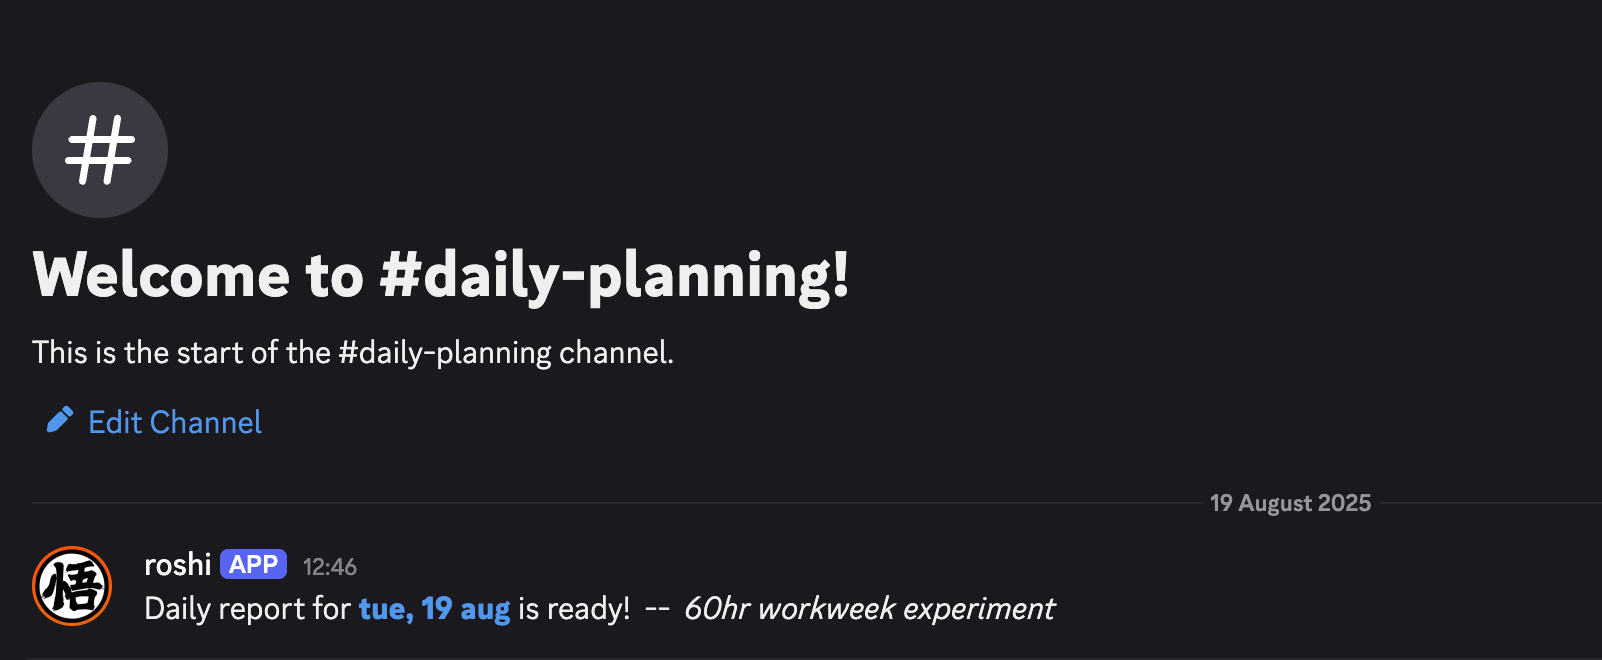 #
Welcome to #daily-planning!
This is the start of the #daily-planning channel.
Edit Channel
19 August 2025
悟
roshi APP 12:46
Daily report for tue, 19 aug is ready! -- 60hr workweek experiment